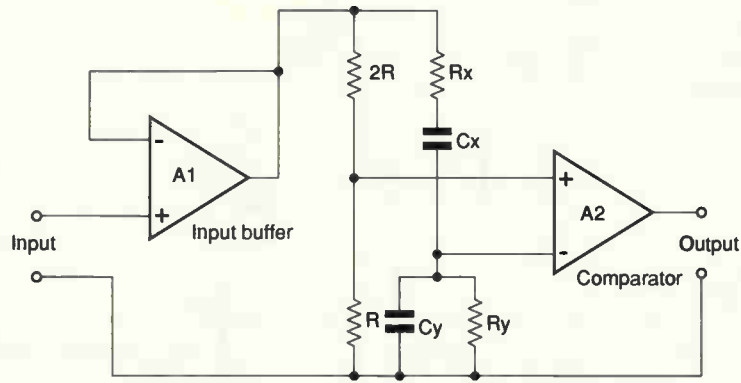 2R
Rx
-
A1
+
Input buffer
Input
Cx
+
A2
-
Comparator
Output
R
Cy
Ry